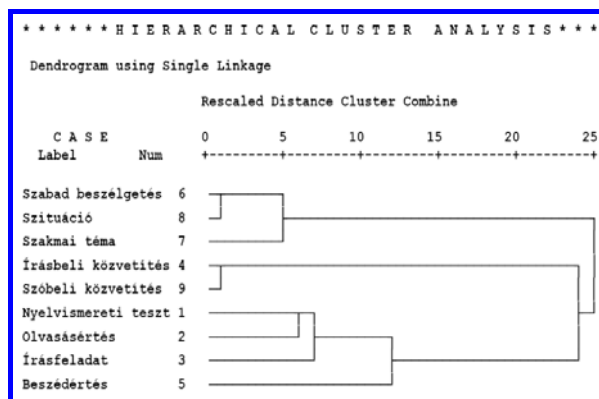 * * * * * * H I E R A R C H I C A L  C L U S T E R  A N A L Y S I S * * *
Dendrogram using Single Linkage
Rescaled Distance Cluster Combine
C A S E 0 5 10 15 20 25
Label Num +---------+---------+---------+---------+---------+
Szabad beszélgetés 6
Szituáció 8
Szakmai téma 7
Írásbeli közvetítés 4
Szóbeli közvetítés 9
Nyelvismereti teszt 1
Olvasásértés 2
Írásfeladat 3
Beszédértés 5